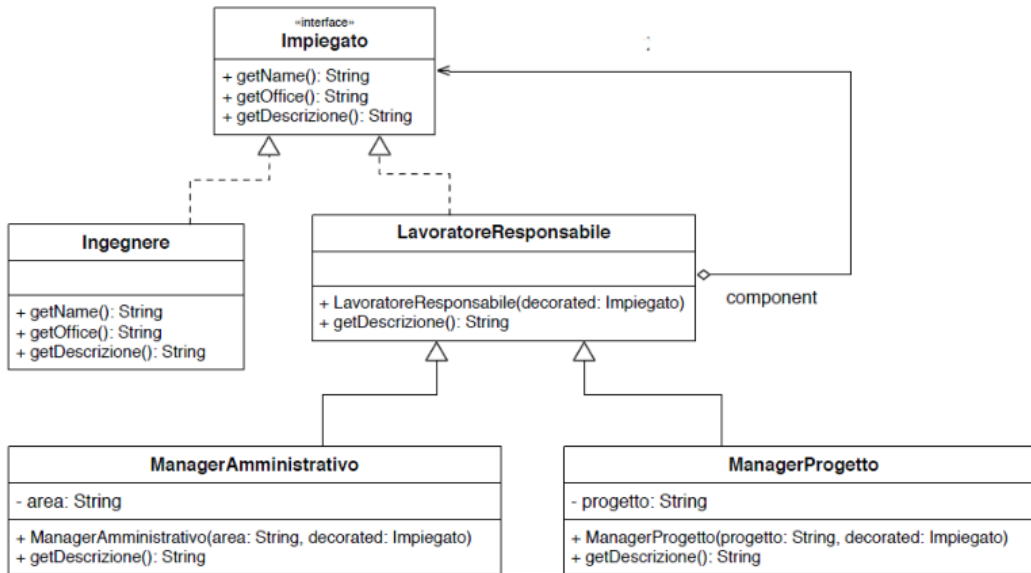 «interface»
Impiegato
+ getName(): String
+ getOffice(): String
+ getDescrizione(): String
:
Ingegnere
+ getName(): String
+ getOffice(): String
+ getDescrizione(): String
LavoratoreResponsabile
+ LavoratoreResponsabile(decorated: Impiegato)
+ getDescrizione(): String
component
ManagerAmministrativo
- area: String
+ ManagerAmministrativo(area: String, decorated: Impiegato)
+ getDescrizione(): String
ManagerProgetto
- progetto: String
+ ManagerProgetto(progetto: String, decorated: Impiegato)
+ getDescrizione(): String